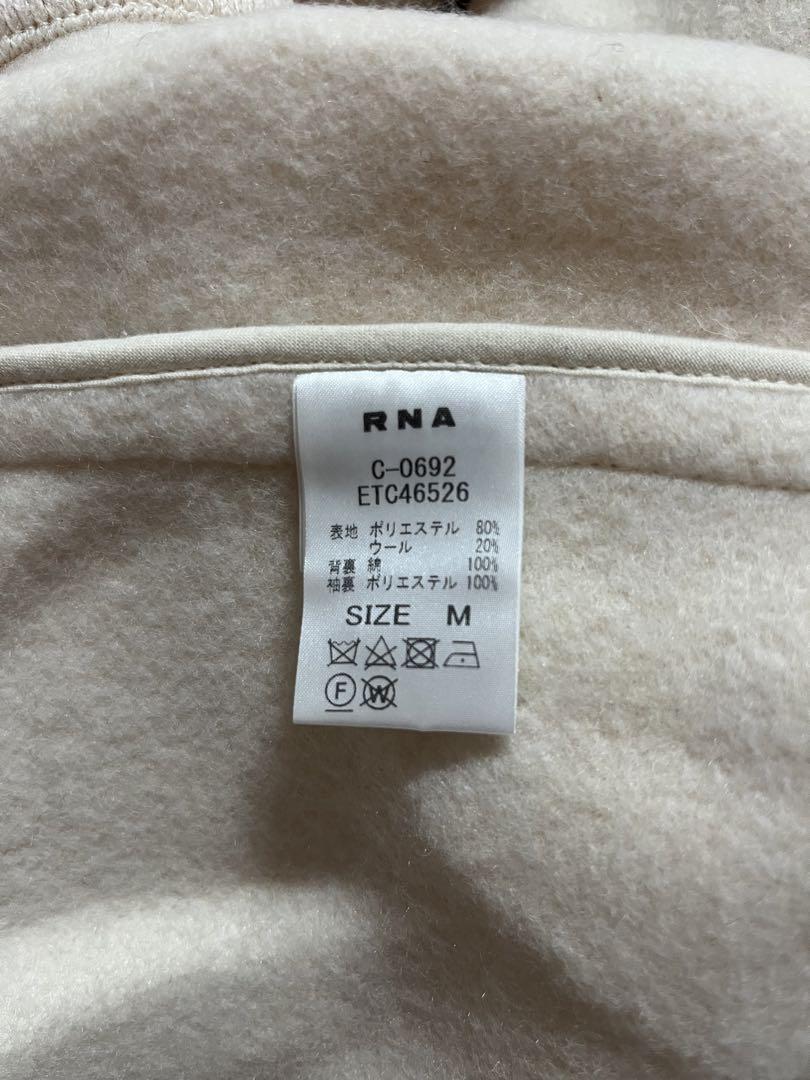 RNA
C-0692
ETC46526
表地 ポリエステル 80%
ウール 20%
背裏 綿 100%
袖裏 ポリエステル 100%
SIZE M
F W